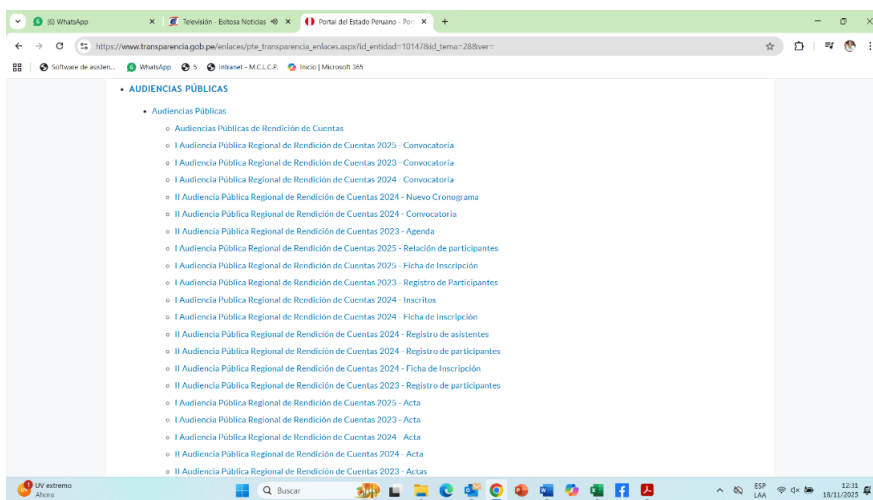 (6) WhatsApp
Televisión - Exitosa Noticias
Portal del Estado Peruano - Por
https://www.transparencia.gob.pe/enlaces/pte_transparencia_enlaces.aspx?id_entidad=10147&id_tema=28&ver=
Software de asisten...
WhatsApp
5
Intranet - M.C.L.C.P.
Inicio | Microsoft 365
AUDIENCIAS PÚBLICAS
Audiencias Públicas
Audiencias Públicas de Rendición de Cuentas
I Audiencia Pública Regional de Rendición de Cuentas 2025 - Convocatoria
I Audiencia Pública Regional de Rendición de Cuentas 2023 - Convocatoria
I Audiencia Pública Regional de Rendición de Cuentas 2024 - Convocatoria
II Audiencia Pública Regional de Rendición de Cuentas 2024 - Nuevo Cronograma
II Audiencia Pública Regional de Rendición de Cuentas 2024 - Convocatoria
II Audiencia Pública Regional de Rendición de Cuentas 2023 - Agenda
I Audiencia Pública Regional de Rendición de Cuentas 2025 - Relación de participantes
I Audiencia Pública Regional de Rendición de Cuentas 2025 - Ficha de Inscripción
I Audiencia Pública Regional de Rendición de Cuentas 2023 - Registro de Participantes
I Audiencia Publica Regional de Rendición de Cuentas 2024 - Inscritos
I Audiencia Pública Regional de Rendición de Cuentas 2024 - Ficha de inscripción
II Audiencia Pública Regional de Rendición de Cuentas 2024 - Registro de asistentes
II Audiencia Pública Regional de Rendición de Cuentas 2024 - Registro de participantes
II Audiencia Pública Regional de Rendición de Cuentas 2024 - Ficha de Inscripción
II Audiencia Pública Regional de Rendición de Cuentas 2023 - Registro de participantes
I Audiencia Pública Regional de Rendición de Cuentas 2025 - Acta
I Audiencia Pública Regional de Rendición de Cuentas 2023 - Acta
I Audiencia Pública Regional de Rendición de Cuentas 2024 - Acta
II Audiencia Pública Regional de Rendición de Cuentas 2024 - Acta
II Audiencia Pública Regional de Rendición de Cuentas 2023 - Actas
UV extremo
Ahora
Buscar
ESP
LAA
12:31
18/11/2025